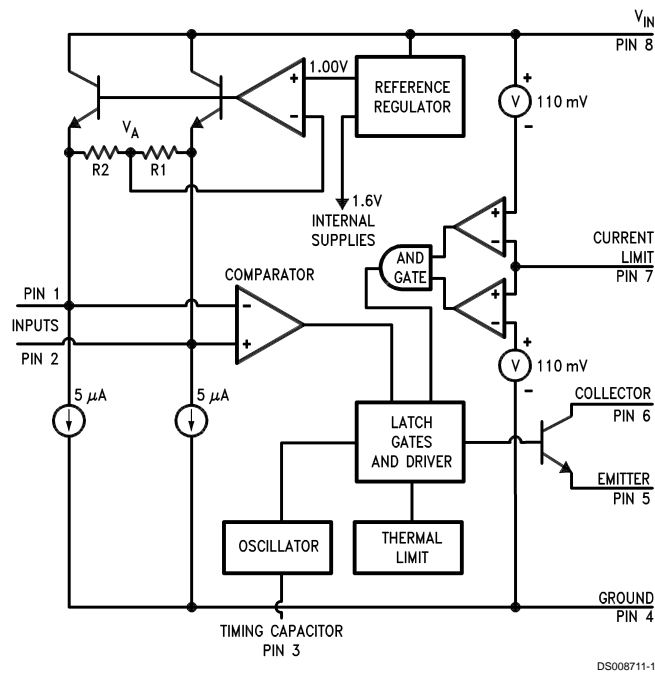 V_IN
PIN 8
1.00V
+
−
REFERENCE
REGULATOR
+
V
110 mV
−
V_A
R2
R1
1.6V
INTERNAL
SUPPLIES
+
−
AND
GATE
CURRENT
LIMIT
PIN 7
+
−
COMPARATOR
PIN 1
−
INPUTS
+
PIN 2
+
V
110 mV
−
5 μA
5 μA
COLLECTOR
PIN 6
LATCH
GATES
AND DRIVER
EMITTER
PIN 5
OSCILLATOR
THERMAL
LIMIT
GROUND
PIN 4
TIMING CAPACITOR
PIN 3
DS008711-1